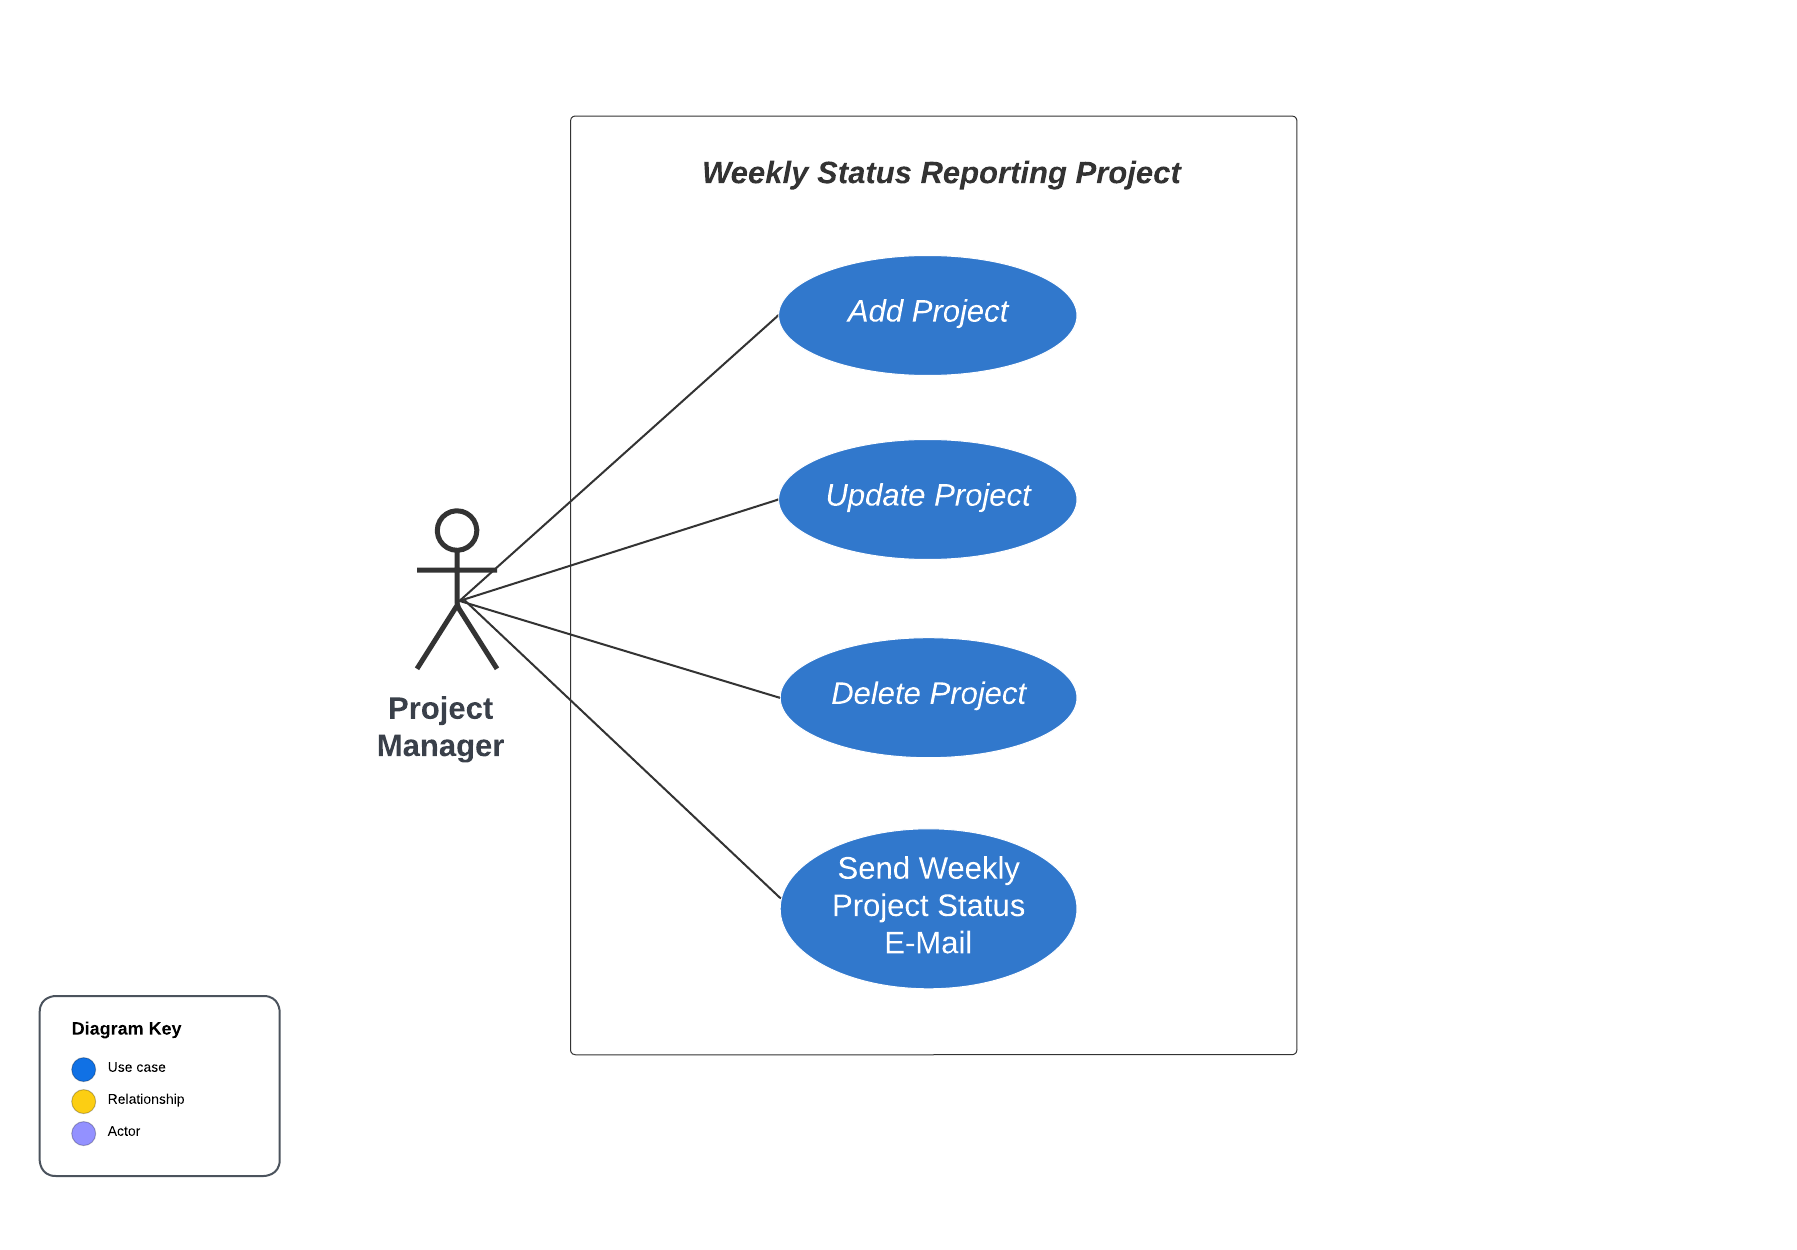 Weekly Status Reporting Project
Add Project
Update Project
Delete Project
Send Weekly
Project Status
E-Mail
Project
Manager
Diagram Key
Use case
Relationship
Actor